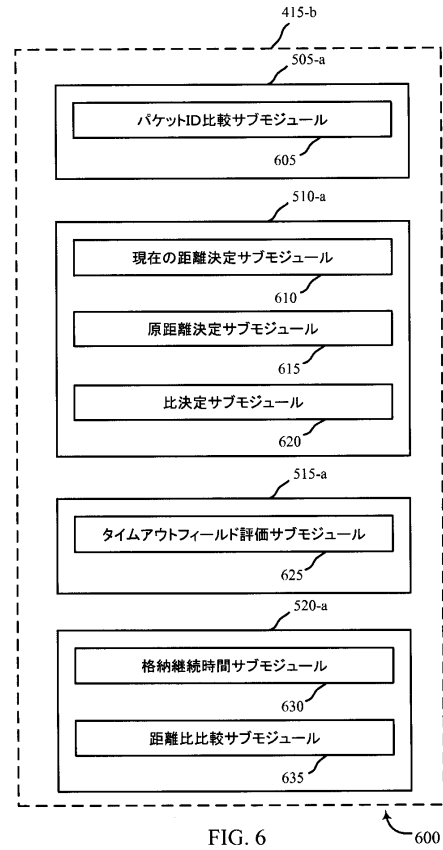 415-b
505-a
パケットID比較サブモジュール
605
510-a
現在の距離決定サブモジュール
610
原距離決定サブモジュール
615
比決定サブモジュール
620
515-a
タイムアウトフィールド評価サブモジュール
625
520-a
格納継続時間サブモジュール
630
距離比比較サブモジュール
635
FIG. 6
600